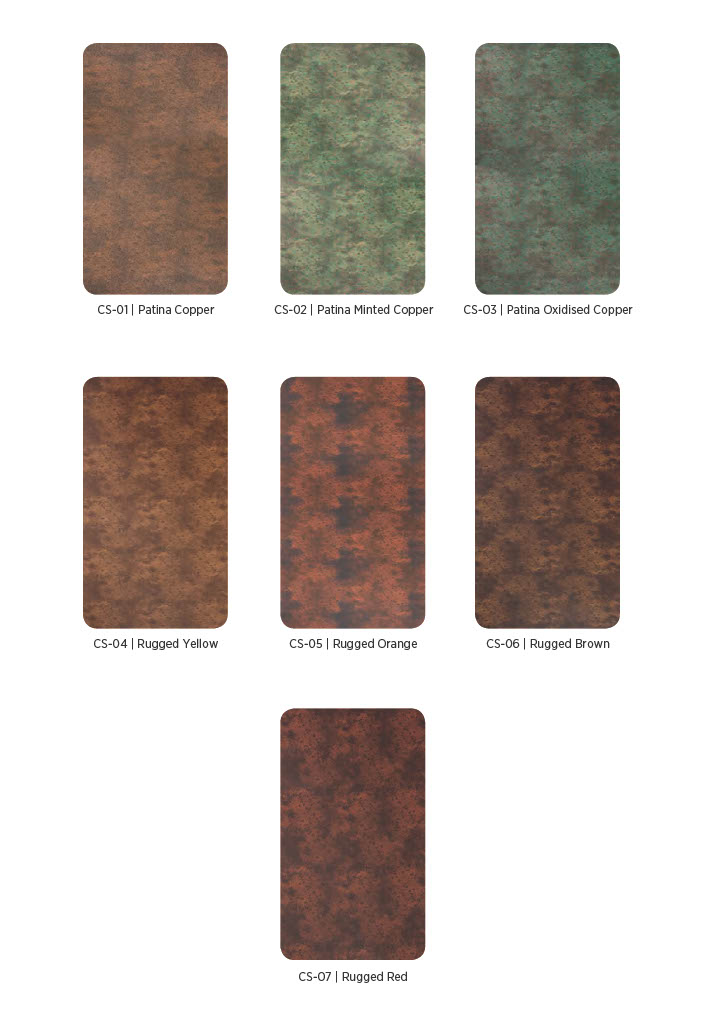 CS-01 | Patina Copper
CS-02 | Patina Minted Copper
CS-03 | Patina Oxidised Copper
CS-04 | Rugged Yellow
CS-05 | Rugged Orange
CS-06 | Rugged Brown
CS-07 | Rugged Red